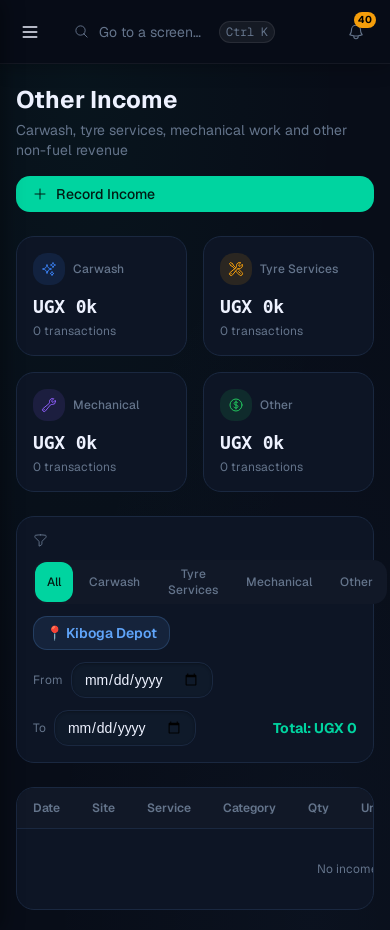 Go to a screen... Ctrl K 40
Other Income
Carwash, tyre services, mechanical work and other
non-fuel revenue
Record Income
Carwash
UGX 0k
0 transactions
Tyre Services
UGX 0k
0 transactions
Mechanical
UGX 0k
0 transactions
Other
UGX 0k
0 transactions
All Carwash Tyre Services Mechanical Other
📍 Kiboga Depot
From mm/dd/yyyy
To mm/dd/yyyy Total: UGX 0
Date Site Service Category Qty
No income